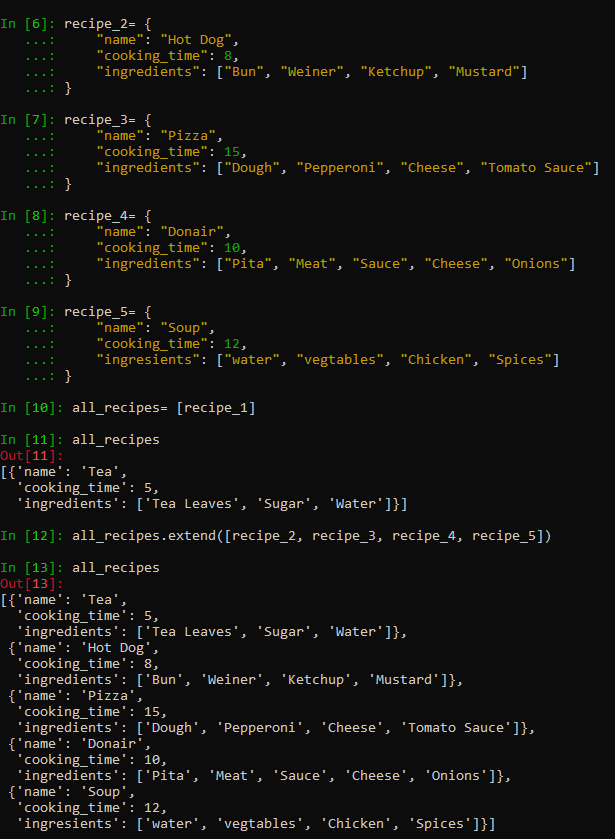 In [6]: recipe_2= {
   ...:     "name": "Hot Dog",
   ...:     "cooking_time": 8,
   ...:     "ingredients": ["Bun", "Weiner", "Ketchup", "Mustard"]
   ...: }
In [7]: recipe_3= {
   ...:     "name": "Pizza",
   ...:     "cooking_time": 15,
   ...:     "ingredients": ["Dough", "Pepperoni", "Cheese", "Tomato Sauce"]
   ...: }
In [8]: recipe_4= {
   ...:     "name": "Donair",
   ...:     "cooking_time": 10,
   ...:     "ingredients": ["Pita", "Meat", "Sauce", "Cheese", "Onions"]
   ...: }
In [9]: recipe_5= {
   ...:     "name": "Soup",
   ...:     "cooking_time": 12,
   ...:     "ingresients": ["water", "vegtables", "Chicken", "Spices"]
   ...: }
In [10]: all_recipes= [recipe_1]
In [11]: all_recipes
Out[11]:
[{'name': 'Tea',
  'cooking_time': 5,
  'ingredients': ['Tea Leaves', 'Sugar', 'Water']}]
In [12]: all_recipes.extend([recipe_2, recipe_3, recipe_4, recipe_5])
In [13]: all_recipes
Out[13]:
[{'name': 'Tea',
  'cooking_time': 5,
  'ingredients': ['Tea Leaves', 'Sugar', 'Water']},
 {'name': 'Hot Dog',
  'cooking_time': 8,
  'ingredients': ['Bun', 'Weiner', 'Ketchup', 'Mustard']},
 {'name': 'Pizza',
  'cooking_time': 15,
  'ingredients': ['Dough', 'Pepperoni', 'Cheese', 'Tomato Sauce']},
 {'name': 'Donair',
  'cooking_time': 10,
  'ingredients': ['Pita', 'Meat', 'Sauce', 'Cheese', 'Onions']},
 {'name': 'Soup',
  'cooking_time': 12,
  'ingresients': ['water', 'vegtables', 'Chicken', 'Spices']}]